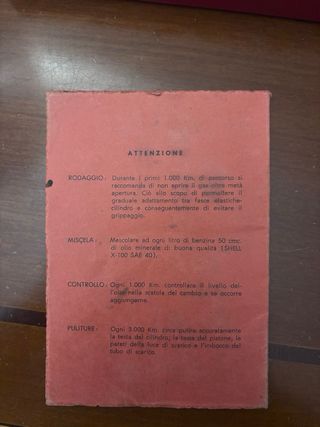 ATTENZIONE
RODAGGIO: Durante i primi 1.000 Km. di percorso si
raccomanda di non aprire il gas oltre metà
apertura. Ciò allo scopo di permettere il
graduale adattamento tra fasce elastiche-
cilindro e conseguentemente di evitare il
grippaggio.
MISCELA: Mescolare ad ogni litro di benzina 50 cmc.
di olio minerale di buona qualità (SHELL
X-100 SAE 40).
CONTROLLO: Ogni 1.000 Km. controllare il livello del-
l'olio nella scatola del cambio e se occorre
aggiungerne.
PULITURE: Ogni 3.000 Km. circa pulire accuratamente
la testa del cilindro, la testa del pistone, le
pareti della luce di scarico e l'imbocco del
tubo di scarico.